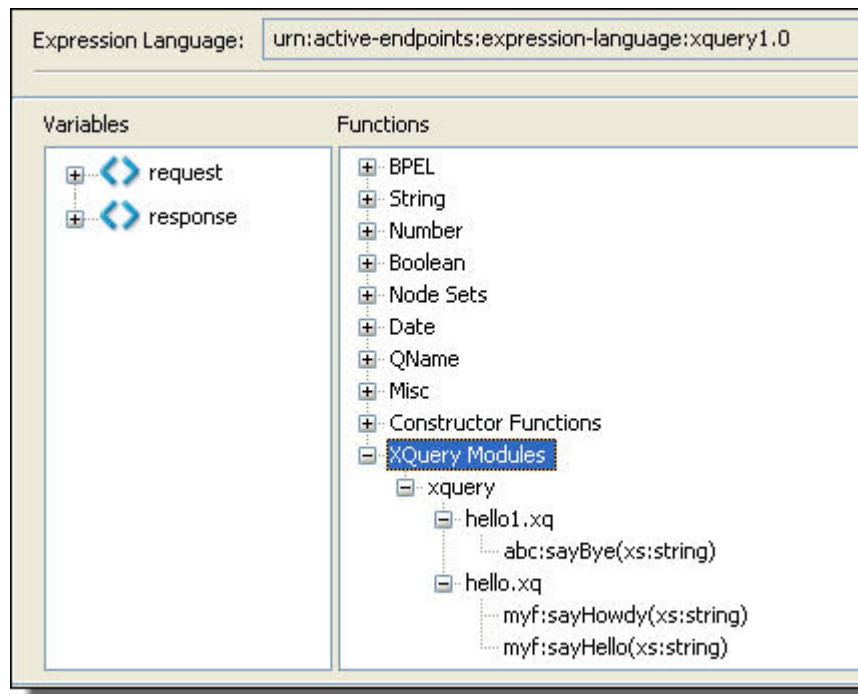 Expression Language: urn:active-endpoints:expression-language:xquery1.0
Variables
request
response
Functions
BPEL
String
Number
Boolean
Node Sets
Date
QName
Misc
Constructor Functions
XQuery Modules
xquery
hello1.xq
abc:sayBye(xs:string)
hello.xq
myf:sayHowdy(xs:string)
myf:sayHello(xs:string)